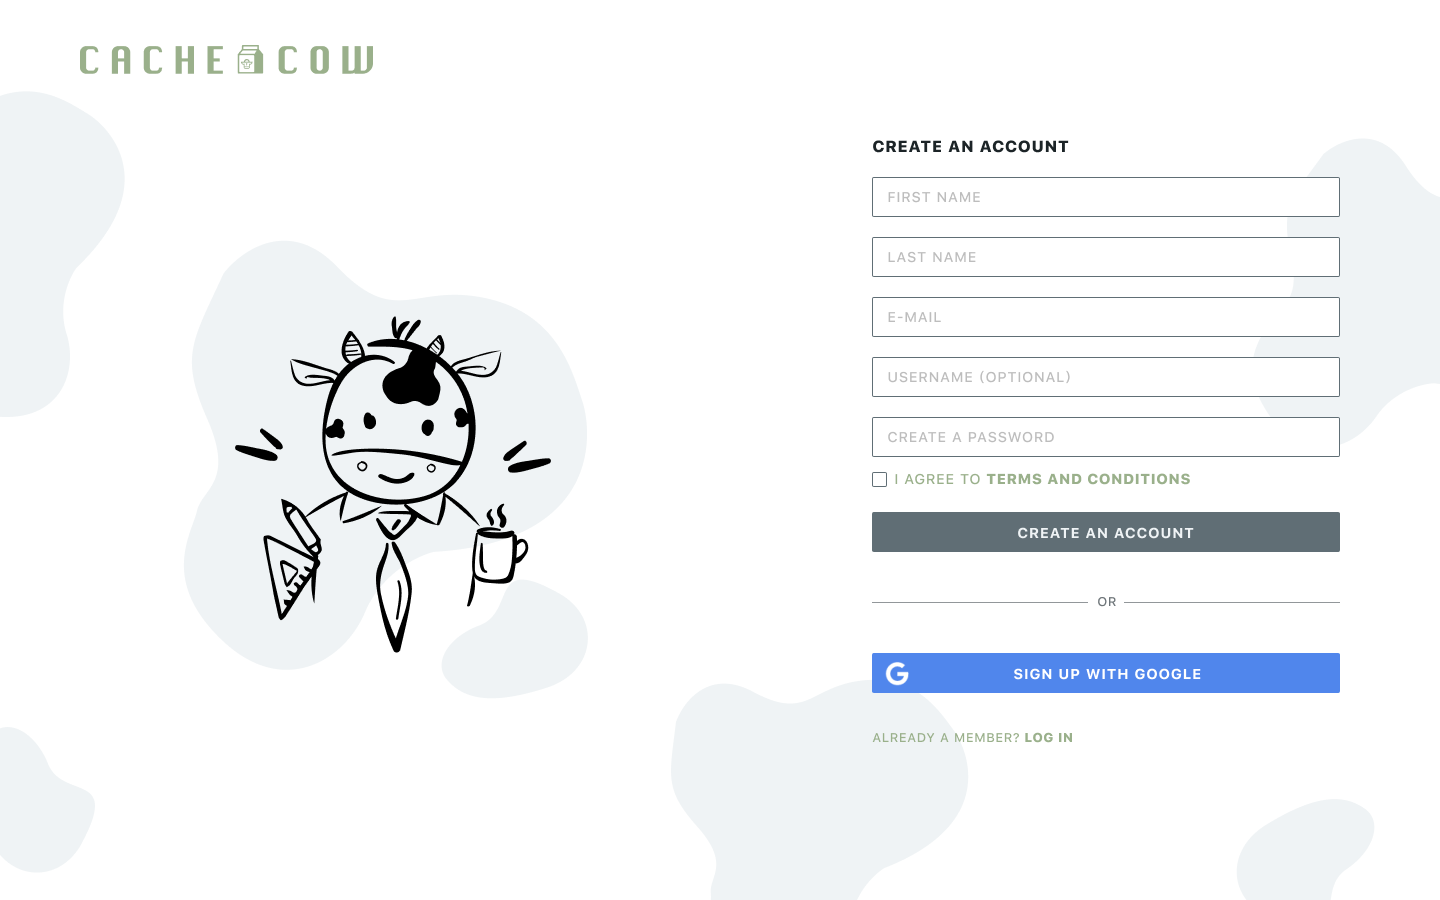 CACHE COW
CREATE AN ACCOUNT
FIRST NAME
LAST NAME
E-MAIL
USERNAME (OPTIONAL)
CREATE A PASSWORD
I AGREE TO TERMS AND CONDITIONS
CREATE AN ACCOUNT
OR
G SIGN UP WITH GOOGLE
ALREADY A MEMBER? LOG IN